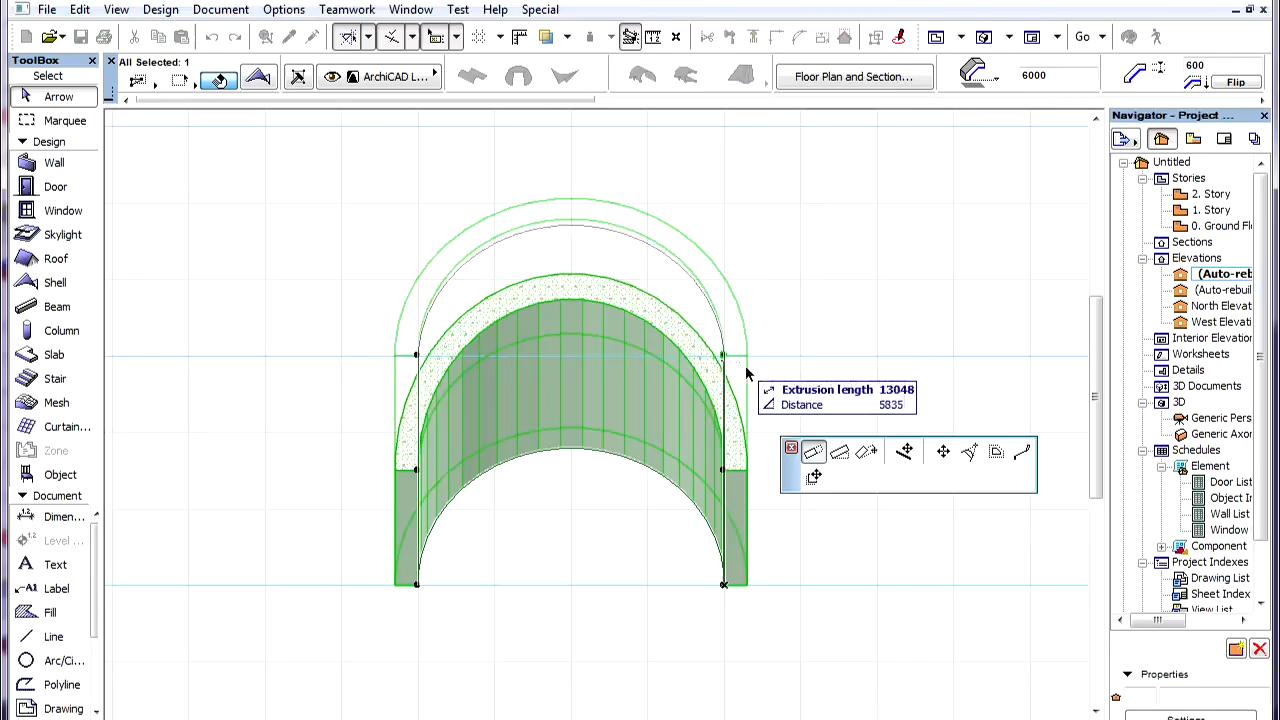 File Edit View Design Document Options Teamwork Window Test Help Special
Go
ToolBox
Select
Arrow
Marquee
Design
Wall
Door
Window
Skylight
Roof
Shell
Beam
Column
Slab
Stair
Mesh
Curtain...
Zone
Object
Document
Dimen...
Level ...
Text
Label
Fill
Line
Arc/Ci...
Polyline
Drawing
All Selected: 1
ArchiCAD L...
Floor Plan and Section...
6000
600
Flip
Extrusion length 13048
Distance 5835
Navigator - Project ...
Untitled
Stories
2. Story
1. Story
0. Ground Fl
Sections
Elevations
(Auto-reb
(Auto-rebuil
North Elevat
West Elevati
Interior Elevatio
Worksheets
Details
3D Documents
3D
Generic Pers
Generic Axor
Schedules
Element
Door List
Object Ir
Wall List
Window
Component
Project Indexes
Drawing List
Sheet Index
View List
Properties
Settings